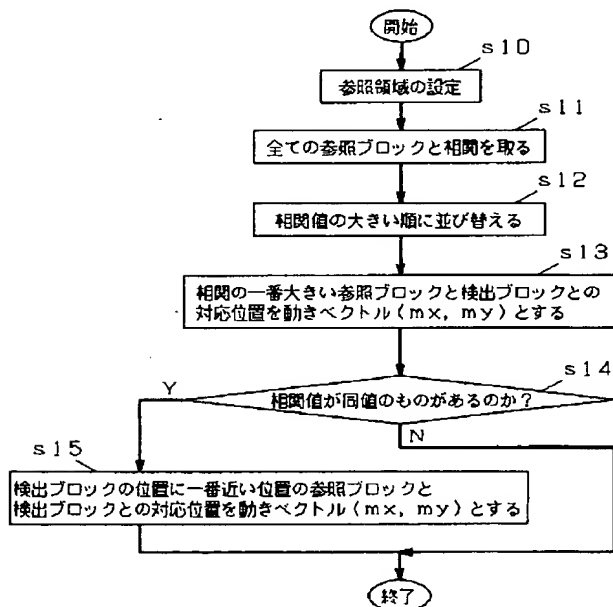 開始
s10
参照領域の設定
s11
全ての参照ブロックと相関を取る
s12
相関値の大きい順に並び替える
s13
相関の一番大きい参照ブロックと検出ブロックとの
対応位置を動きベクトル（mx，my）とする
s14
相関値が同値のものがあるのか？
Y
N
s15
検出ブロックの位置に一番近い位置の参照ブロックと
検出ブロックとの対応位置を動きベクトル（mx，my）とする
終了